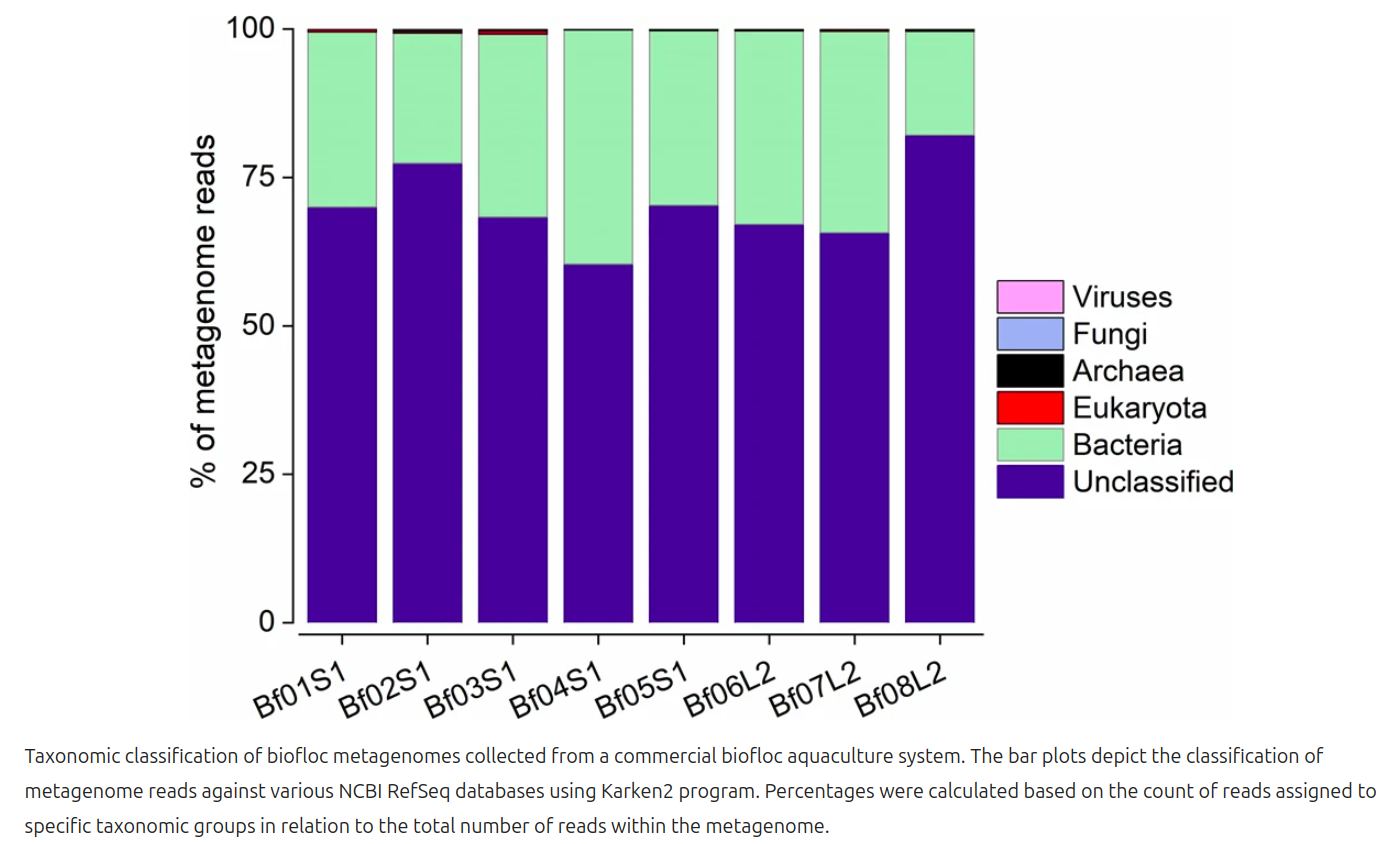 % of metagenome reads
100
75
50
25
0
Bf01S1
Bf02S1
Bf03S1
Bf04S1
Bf05S1
Bf06L2
Bf07L2
Bf08L2
Viruses
Fungi
Archaea
Eukaryota
Bacteria
Unclassified
Taxonomic classification of biofloc metagenomes collected from a commercial biofloc aquaculture system. The bar plots depict the classification of
metagenome reads against various NCBI RefSeq databases using Karken2 program. Percentages were calculated based on the count of reads assigned to
specific taxonomic groups in relation to the total number of reads within the metagenome.